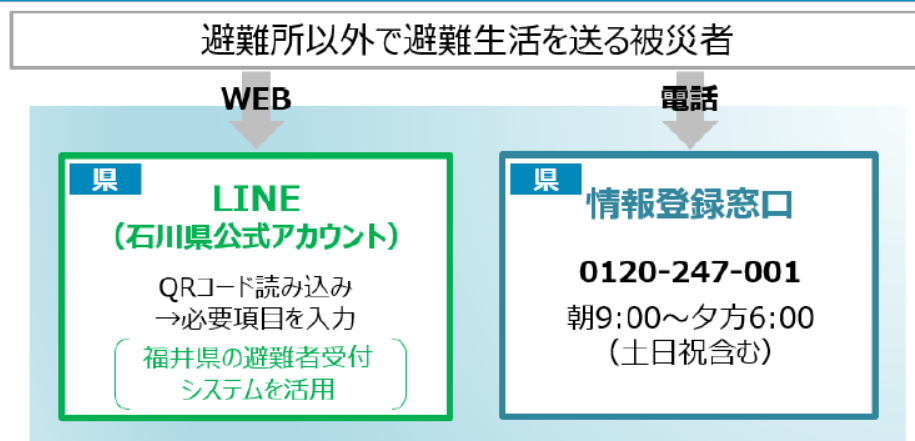 避難所以外で避難生活を送る被災者
WEB
電話
県
LINE
（石川県公式アカウント）
QRコード読み込み
→必要項目を入力
福井県の避難者受付
システムを活用
県
情報登録窓口
0120-247-001
朝9:00～夕方6:00
（土日祝含む）